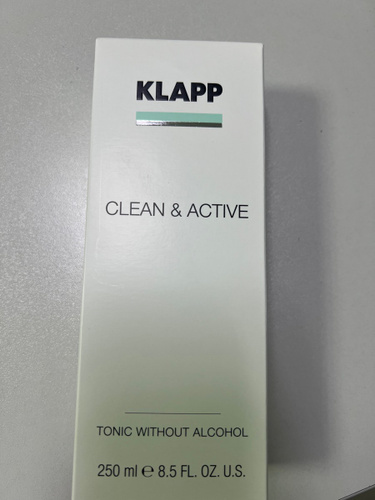 KLAPP
CLEAN & ACTIVE
TONIC WITHOUT ALCOHOL
250 ml ℮ 8.5 FL. OZ. U.S.